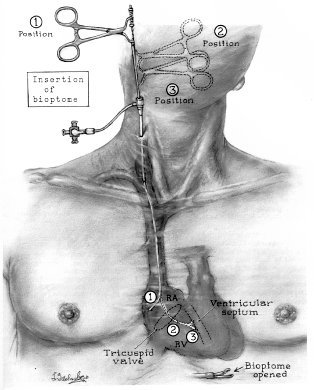 ①
Position
②
Position
Insertion
of
bioptome
③
Position
① RA
Ventricular
septum
②
③
Tricuspid
valve
RV
Bioptome
opened